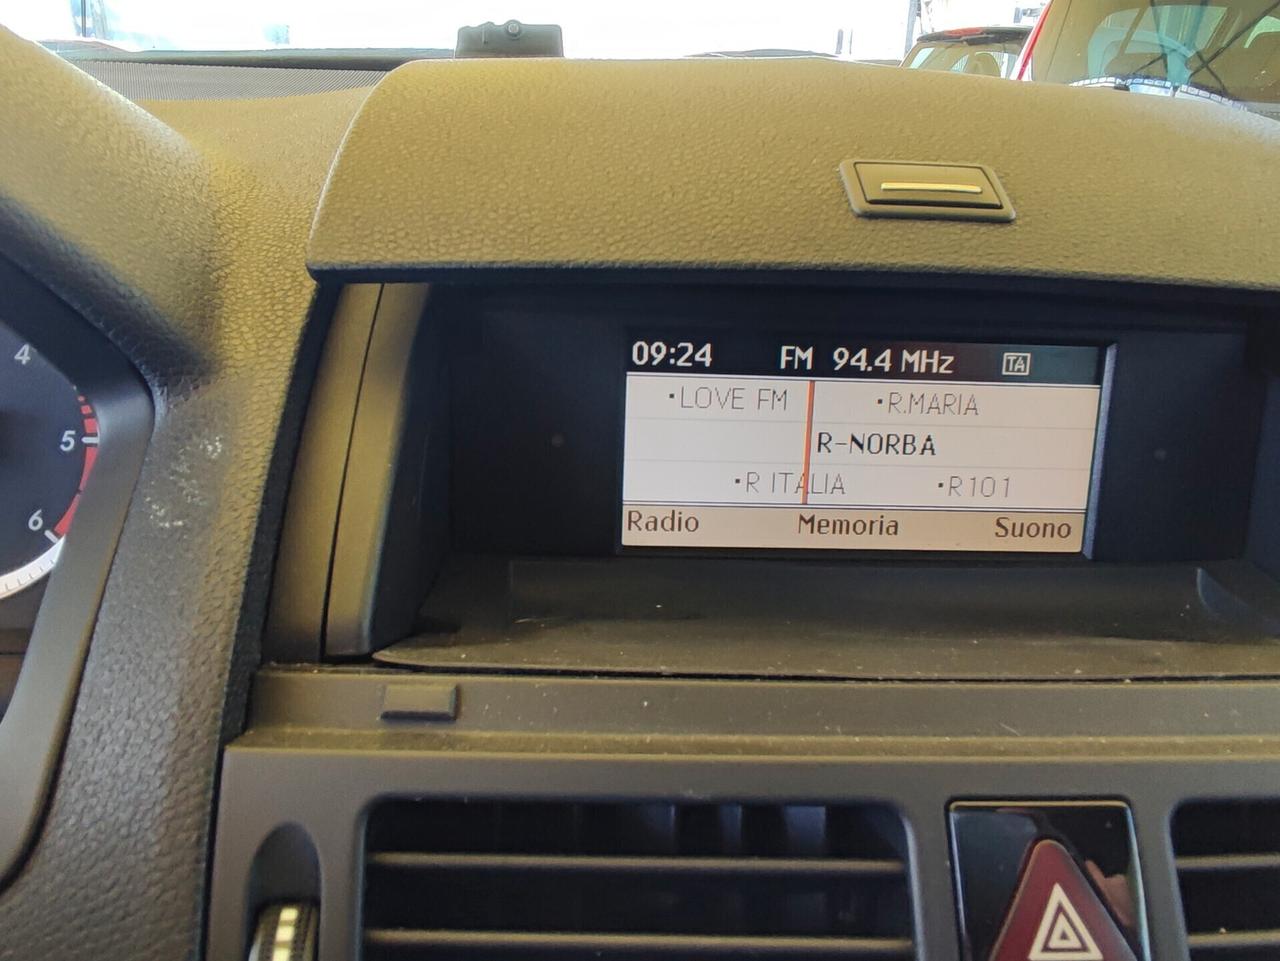 09:24 FM 94.4 MHz TA
•LOVE FM •R.MARIA
R-NORBA
•R ITALIA •R101
Radio Memoria Suono
4
5
6